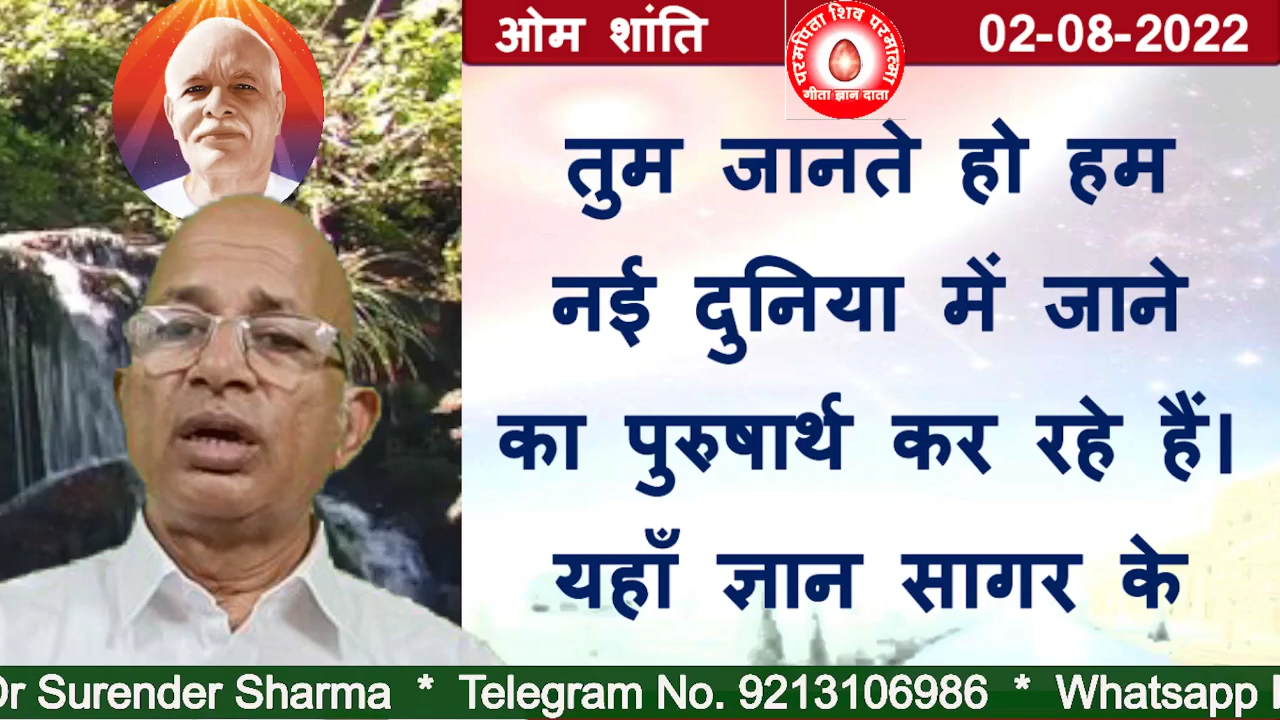 ओम शांति
परमपिता शिव परमात्मा
गीता ज्ञान दाता
02-08-2022
तुम जानते हो हम
नई दुनिया में जाने
का पुरुषार्थ कर रहे हैं।
यहाँ ज्ञान सागर के
Dr Surender Sharma * Telegram No. 9213106986 * Whatsapp